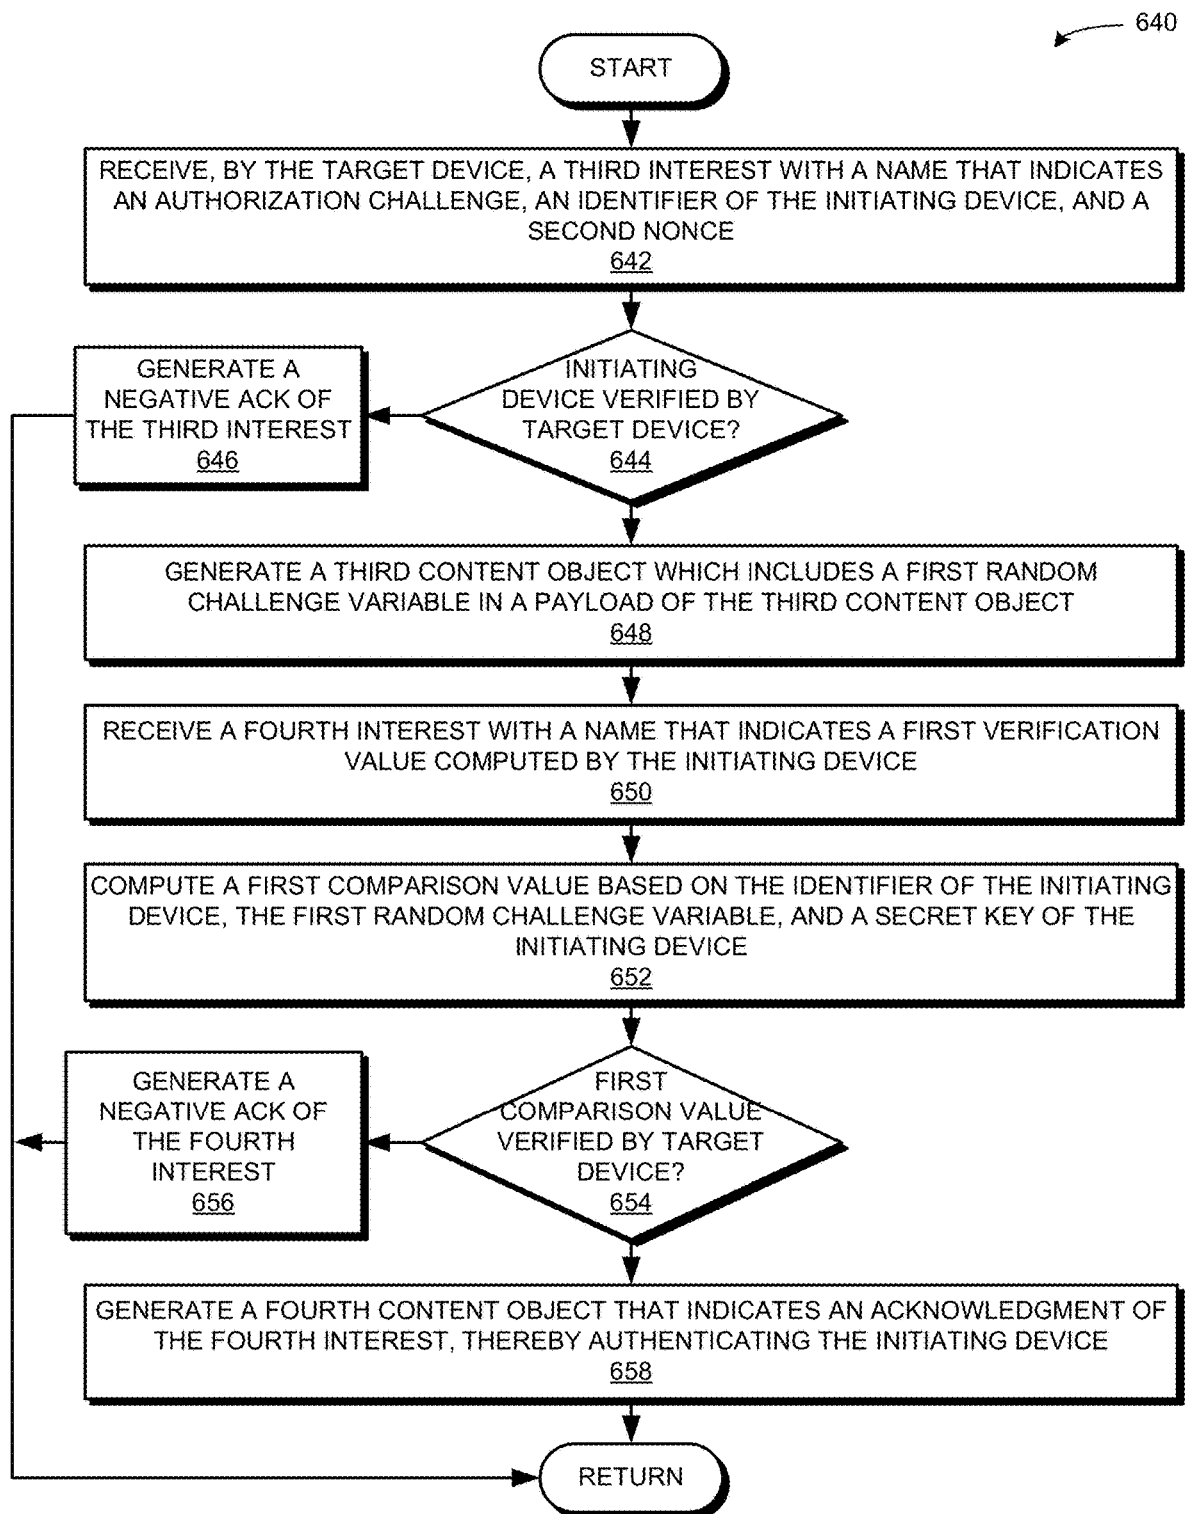 640
START
RECEIVE, BY THE TARGET DEVICE, A THIRD INTEREST WITH A NAME THAT INDICATES
AN AUTHORIZATION CHALLENGE, AN IDENTIFIER OF THE INITIATING DEVICE, AND A
SECOND NONCE
642
INITIATING
DEVICE VERIFIED BY
TARGET DEVICE?
644
GENERATE A
NEGATIVE ACK OF
THE THIRD INTEREST
646
GENERATE A THIRD CONTENT OBJECT WHICH INCLUDES A FIRST RANDOM
CHALLENGE VARIABLE IN A PAYLOAD OF THE THIRD CONTENT OBJECT
648
RECEIVE A FOURTH INTEREST WITH A NAME THAT INDICATES A FIRST VERIFICATION
VALUE COMPUTED BY THE INITIATING DEVICE
650
COMPUTE A FIRST COMPARISON VALUE BASED ON THE IDENTIFIER OF THE INITIATING
DEVICE, THE FIRST RANDOM CHALLENGE VARIABLE, AND A SECRET KEY OF THE
INITIATING DEVICE
652
FIRST
COMPARISON VALUE
VERIFIED BY TARGET
DEVICE?
654
GENERATE A
NEGATIVE ACK OF
THE FOURTH
INTEREST
656
GENERATE A FOURTH CONTENT OBJECT THAT INDICATES AN ACKNOWLEDGMENT OF
THE FOURTH INTEREST, THEREBY AUTHENTICATING THE INITIATING DEVICE
658
RETURN